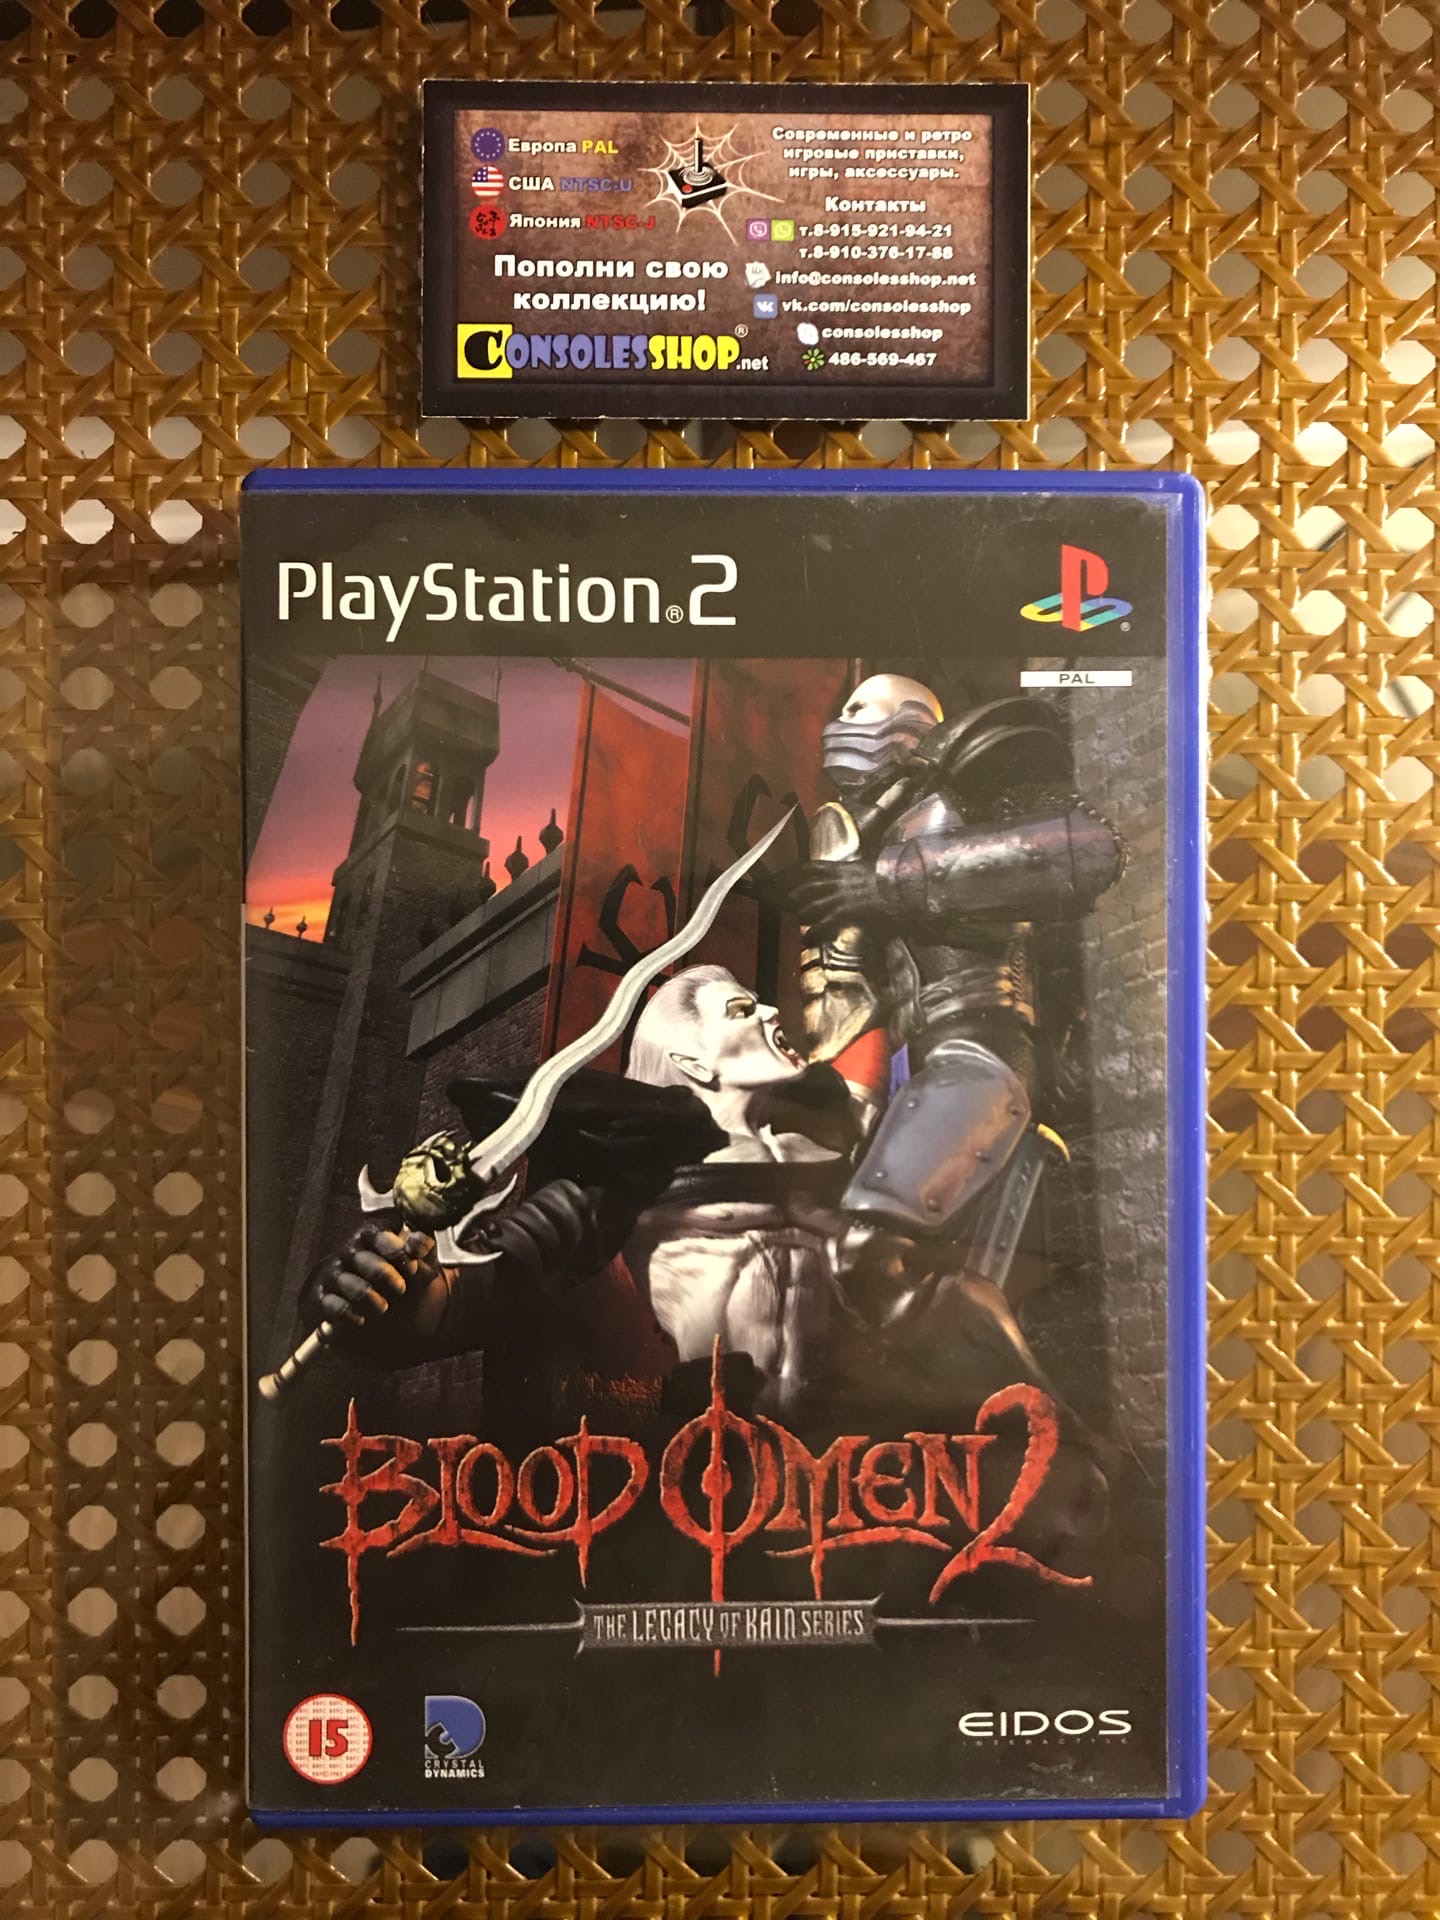 Европа PAL
США NTSC-U
Япония NTSC-J
Пополни свою
коллекцию!
CONSOLESSHOP®.net
Современные и ретро
игровые приставки,
игры, аксессуары.
Контакты
т.8-915-921-94-21
т.8-910-376-17-88
info@consolesshop.net
vk.com/consolesshop
consolesshop
486-569-467
PlayStation®2
PAL
BLOOD OMEN 2
THE LEGACY OF KAIN SERIES
15
CRYSTAL
DYNAMICS
EIDOS
INTERACTIVE